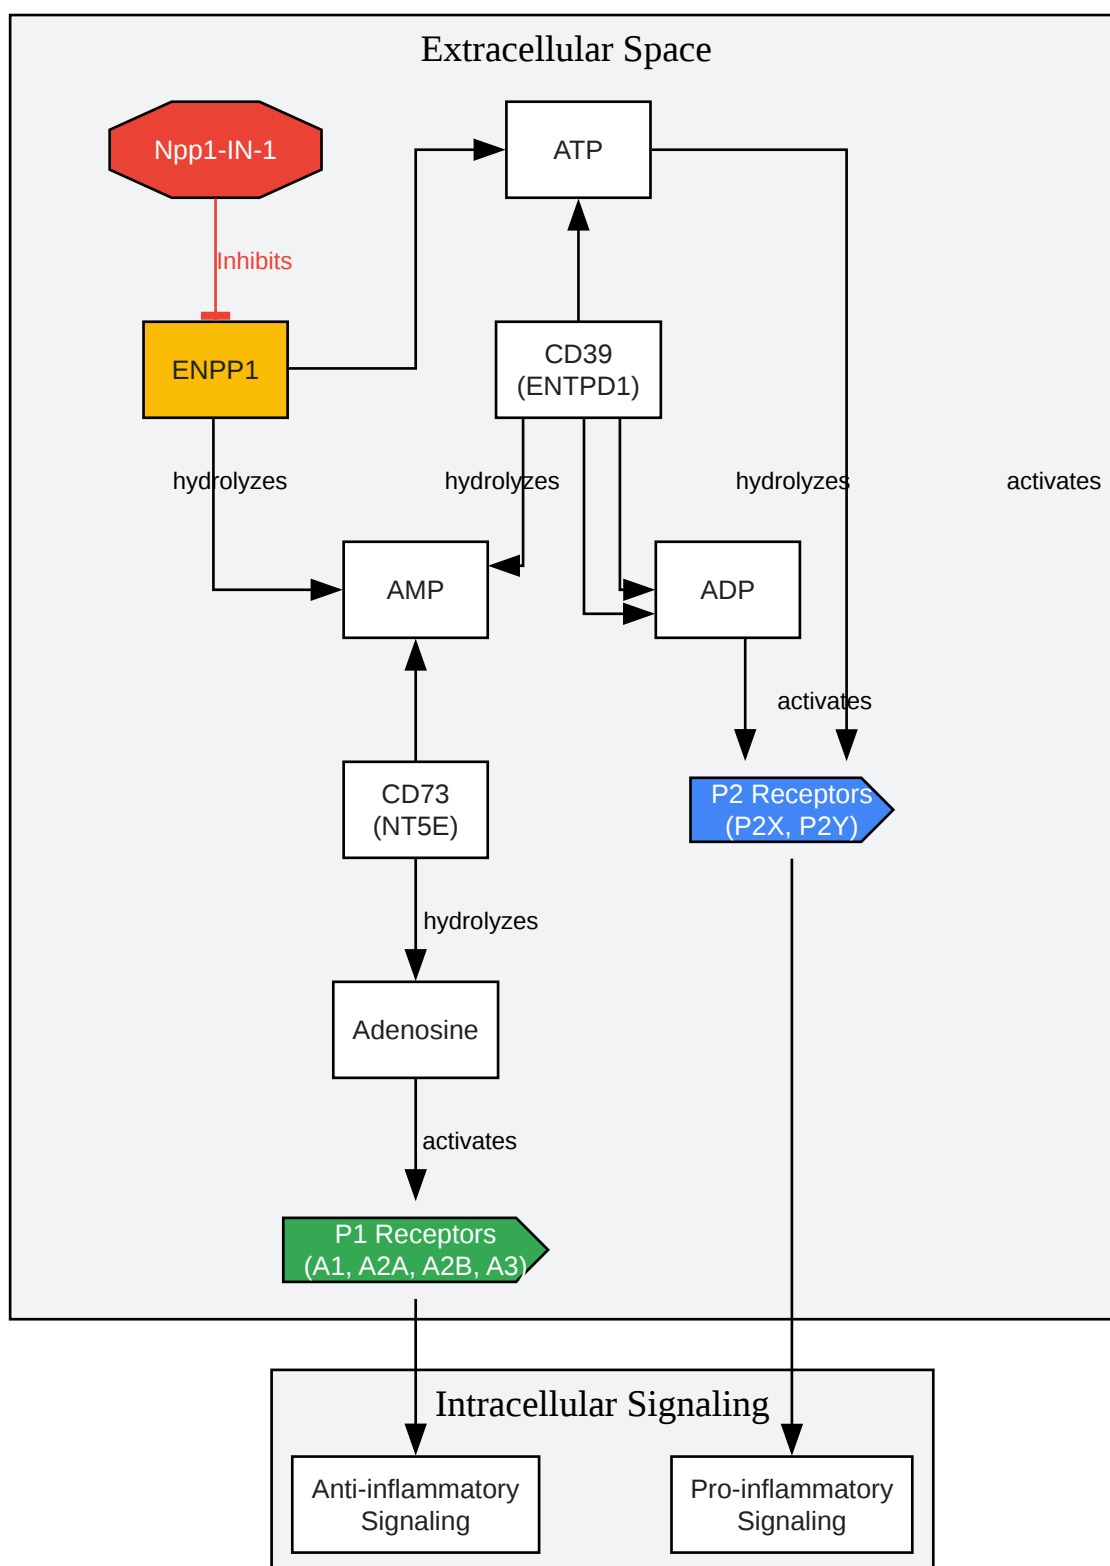 Extracellular Space
Npp1-IN-1
ATP
Inhibits
ENPP1
CD39
(ENTPD1)
hydrolyzes
hydrolyzes
hydrolyzes
activates
AMP
ADP
activates
CD73
(NT5E)
P2 Receptors
(P2X, P2Y)
hydrolyzes
Adenosine
activates
P1 Receptors
(A1, A2A, A2B, A3)
Intracellular Signaling
Anti-inflammatory
Signaling
Pro-inflammatory
Signaling